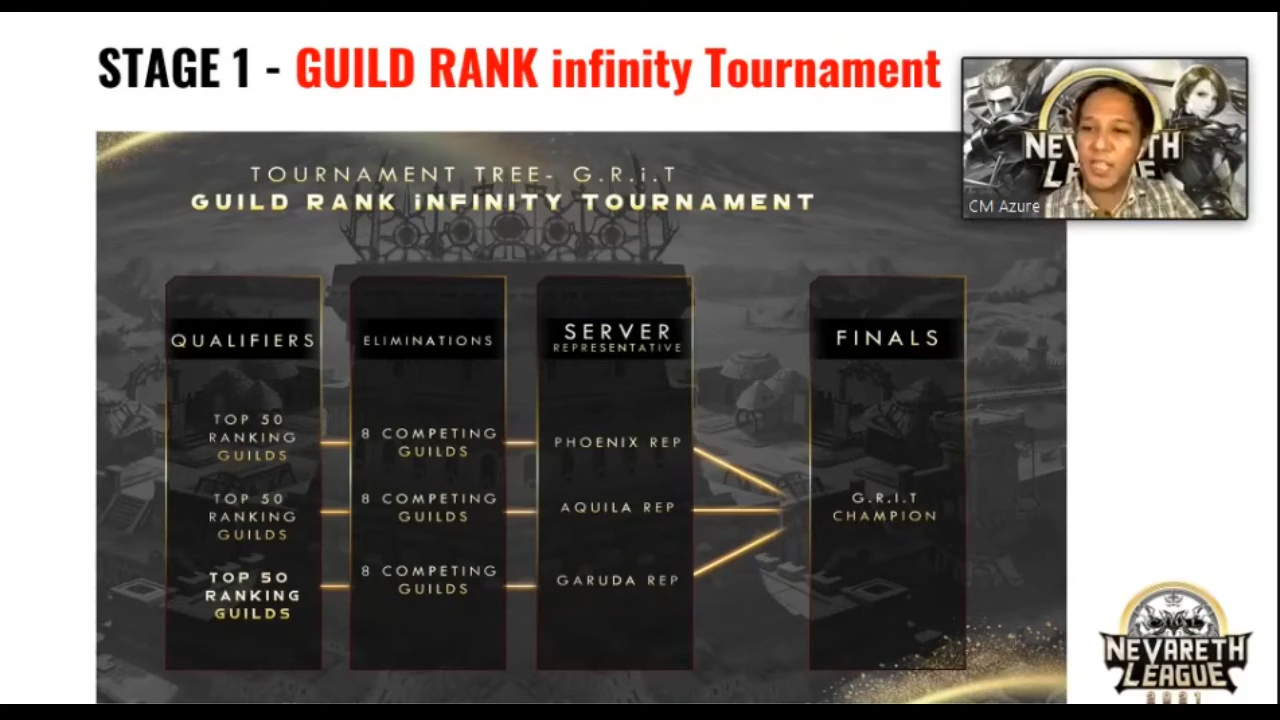 STAGE 1 - GUILD RANK infinity Tournament
TOURNAMENT TREE- G.R.i.T
GUILD RANK iNFINITY TOURNAMENT
QUALIFIERS
TOP 50
RANKING
GUILDS
TOP 50
RANKING
GUILDS
TOP 50
RANKING
GUILDS
ELIMINATIONS
8 COMPETING
GUILDS
8 COMPETING
GUILDS
8 COMPETING
GUILDS
SERVER
REPRESENTATIVE
PHOENIX REP
AQUILA REP
GARUDA REP
FINALS
G.R.I.T
CHAMPION
CM Azure
NEVARETH
LEAGUE
2021